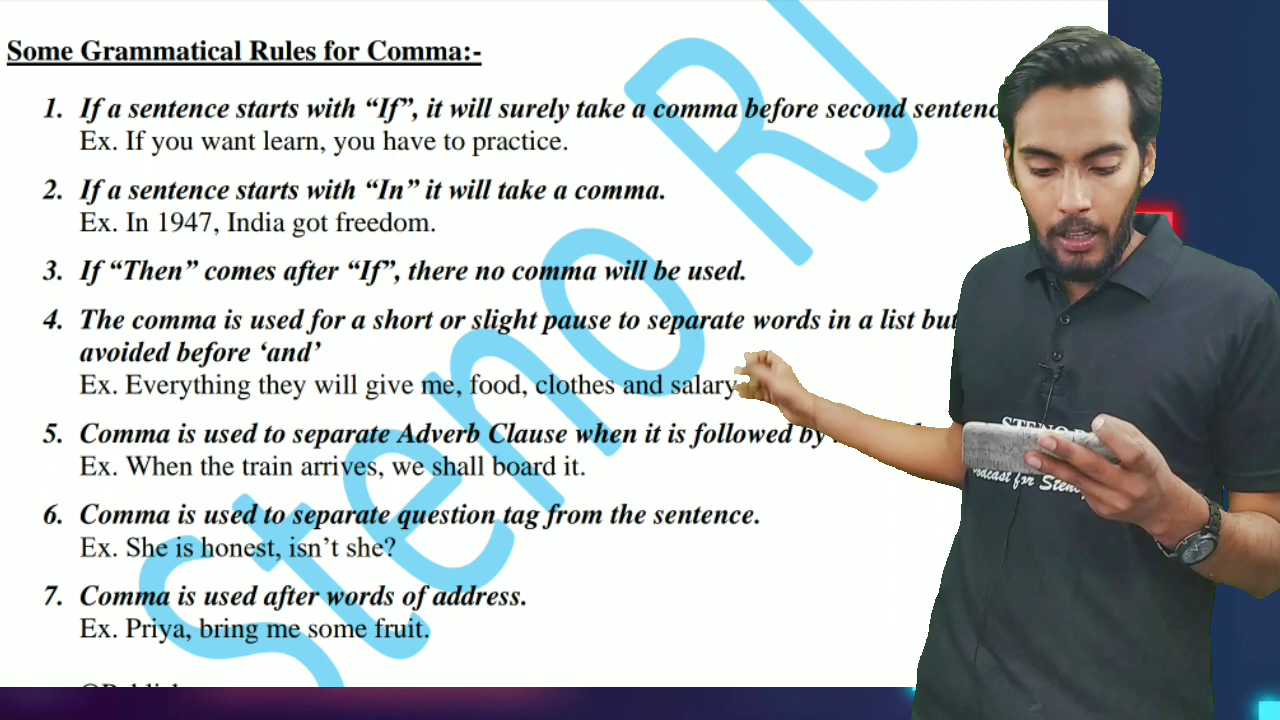 Some Grammatical Rules for Comma:-
1. If a sentence starts with “If”, it will surely take a comma before second
Ex. If you want learn, you have to practice.
2. If a sentence starts with “In” it will take a comma.
Ex. In 1947, India got freedom.
3. If “Then” comes after “If”, there no comma will be used.
4. The comma is used for a short or slight pause to separate words in a list but
avoided before ‘and’
Ex. Everything they will give me, food, clothes and salary
5. Comma is used to separate Adverb Clause when it is followed by
Ex. When the train arrives, we shall board it.
6. Comma is used to separate question tag from the sentence.
Ex. She is honest, isn’t she?
7. Comma is used after words of address.
Ex. Priya, bring me some fruit.
Steno RJ
for